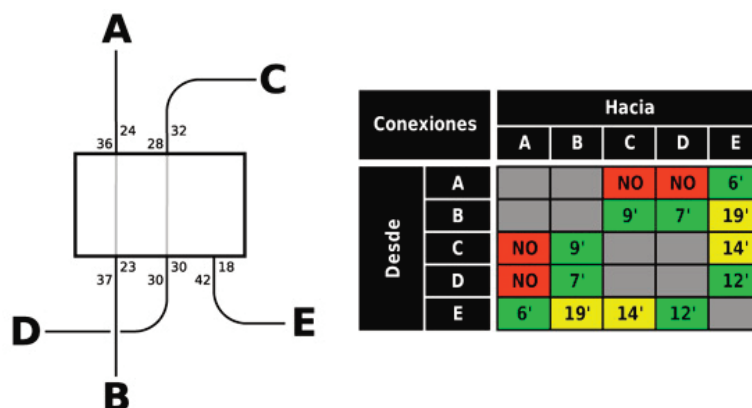 A
C
24
36
32
28
23
37
30
30
18
42
D
E
B
Conexiones
Hacia
A B C D E
Desde
A NO NO 6'
B 9' 7' 19'
C NO 9' 14'
D NO 7' 12'
E 6' 19' 14' 12'